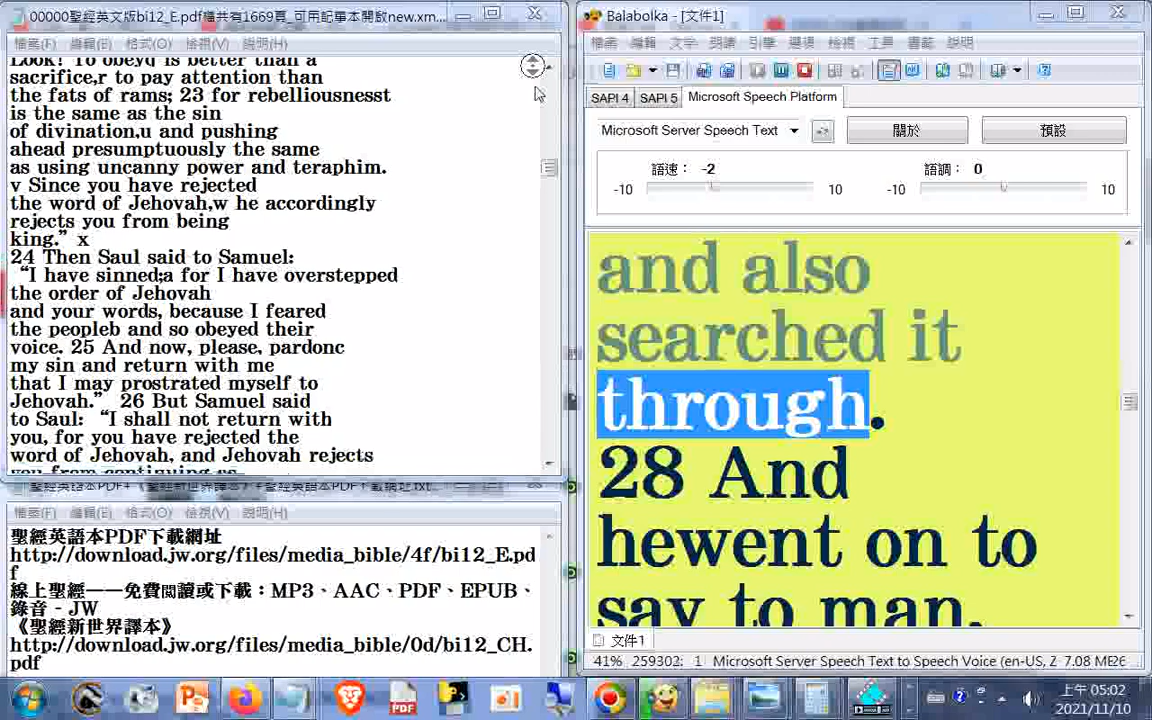 00000聖經英文版bi12_E.pdf檔共有1669頁_可用記事本開啟new.xm...
檔案(F) 編輯(E) 格式(O) 檢視(V) 說明(H)
Look! To obeyq is better than a
sacrifice,r to pay attention than
the fats of rams; 23 for rebelliousnesst
is the same as the sin
of divination,u and pushing
ahead presumptuously the same
as using uncanny power and teraphim.
v Since you have rejected
the word of Jehovah,w he accordingly
rejects you from being
king.” x
24 Then Saul said to Samuel:
“I have sinned;a for I have overstepped
the order of Jehovah
and your words, because I feared
the peopleb and so obeyed their
voice. 25 And now, please, pardonc
my sin and return with me
that I may prostrated myself to
Jehovah.” 26 But Samuel said
to Saul: “I shall not return with
you, for you have rejected the
word of Jehovah, and Jehovah rejects
you from continuing as
檔案(F) 編輯(E) 格式(O) 檢視(V) 說明(H)
聖經英語本PDF下載網址
http://download.jw.org/files/media_bible/4f/bi12_E.pd
f
線上聖經——免費閱讀或下載：MP3、AAC、PDF、EPUB、
錄音 - JW
《聖經新世界譯本》
http://download.jw.org/files/media_bible/0d/bi12_CH.
pdf
Balabolka - [文件1]
檔案 編輯 文字 朗讀 引擎 選項 檢視 工具 書籤 說明
SAPI 4 SAPI 5 Microsoft Speech Platform
Microsoft Server Speech Text 關於 預設
語速： -2 語調： 0
-10 10 -10 10
and also
searched it
through.
28 And
hewent on to
say to man,
文件1
41% 259302: 1 Microsoft Server Speech Text to Speech Voice (en-US, Z 7.08 ME26
PDF
上午 05:02
2021/11/10